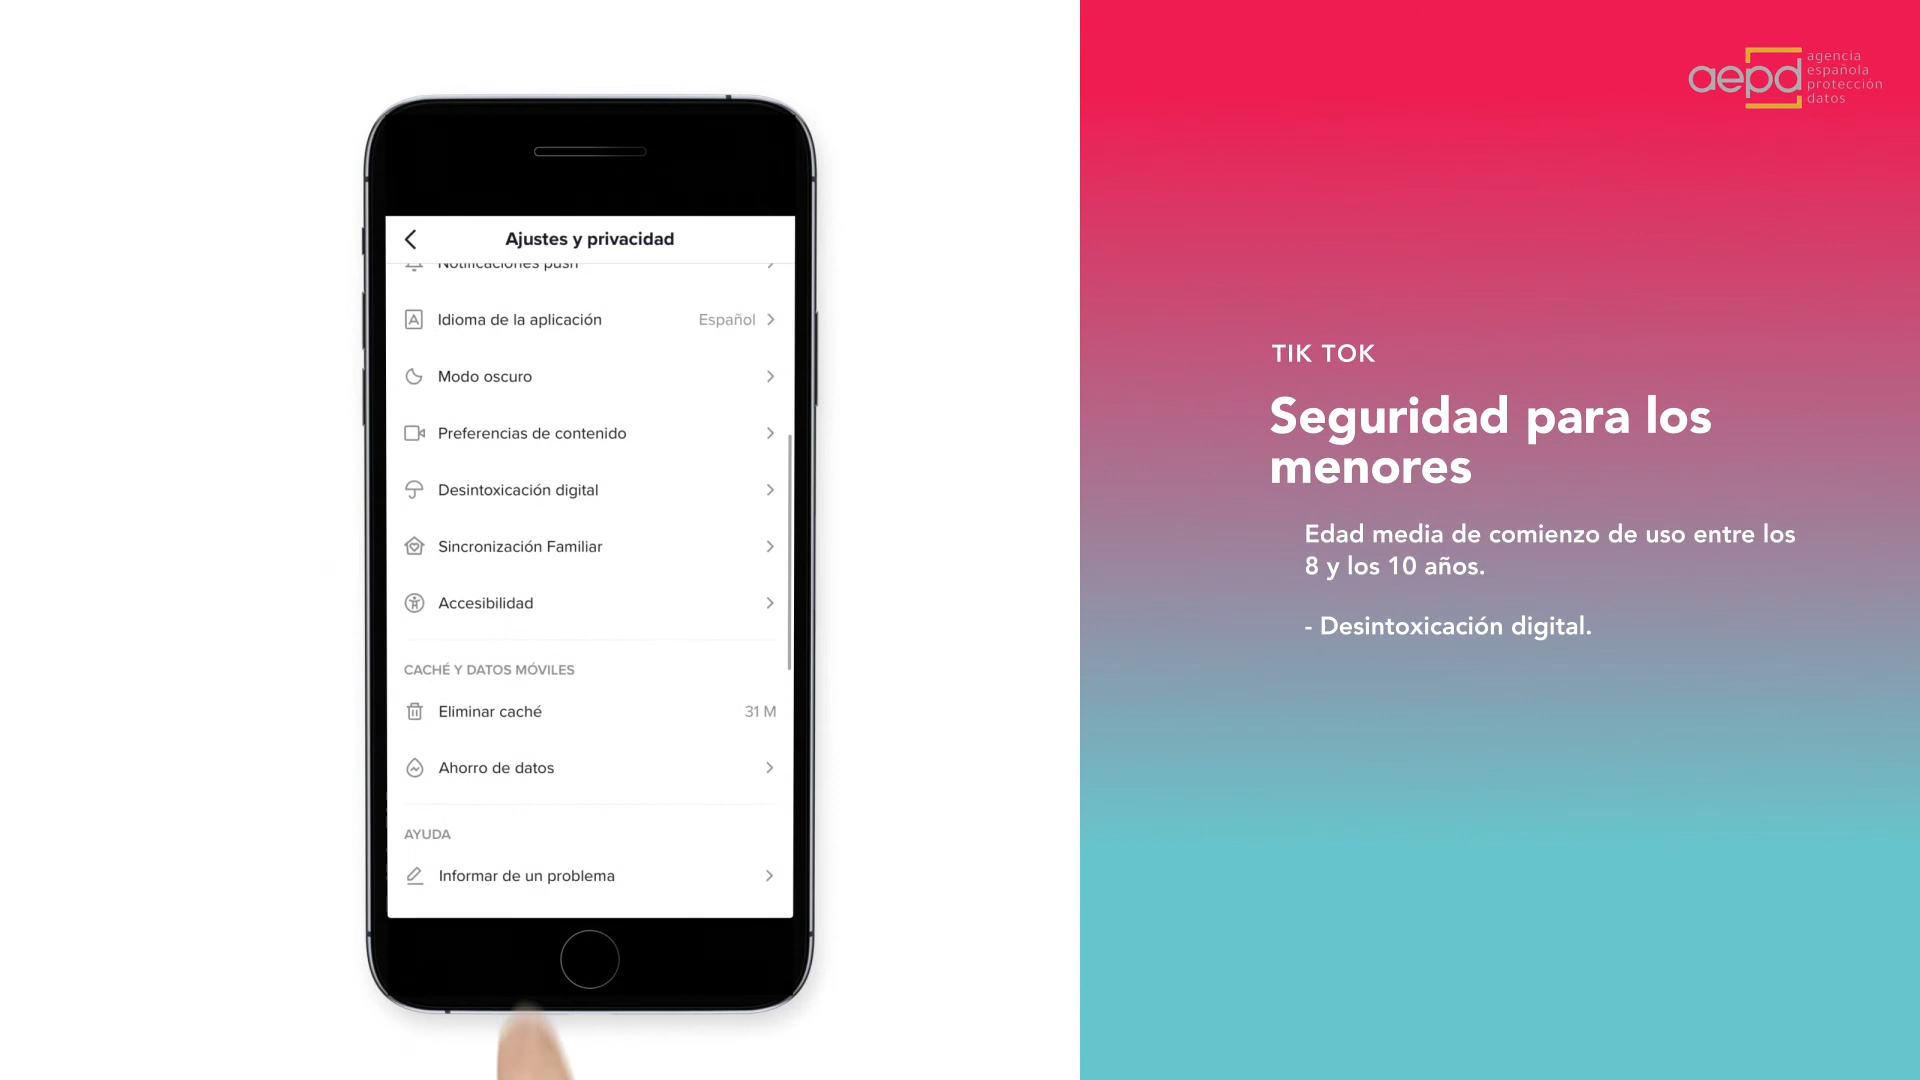 Ajustes y privacidad
Notificaciones push
Idioma de la aplicación Español
Modo oscuro
Preferencias de contenido
Desintoxicación digital
Sincronización Familiar
Accesibilidad
CACHÉ Y DATOS MÓVILES
Eliminar caché 31 M
Ahorro de datos
AYUDA
Informar de un problema
aepd
agencia
española
protección
datos
TIK TOK
Seguridad para los
menores
Edad media de comienzo de uso entre los
8 y los 10 años.
- Desintoxicación digital.